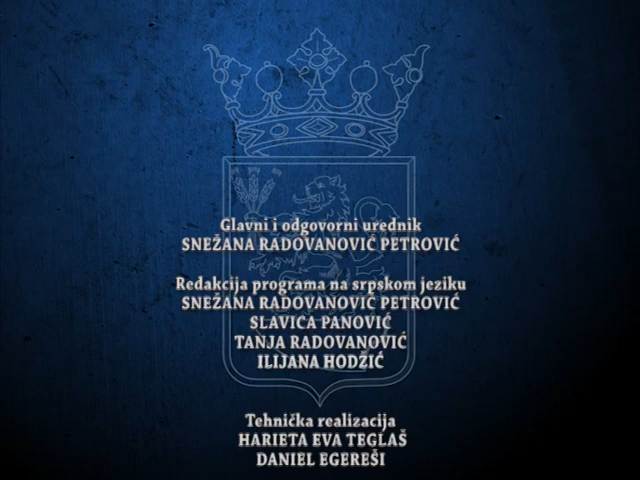 Glavni i odgovorni urednik
SNEŽANA RADOVANOVIĆ PETROVIĆ
Redakcija programa na srpskom jeziku
SNEŽANA RADOVANOVIĆ PETROVIĆ
SLAVICA PANOVIĆ
TANJA RADOVANOVIĆ
ILIJANA HODŽIĆ
Tehnička realizacija
HARIETA EVA TEGLAŠ
DANIEL EGEREŠI